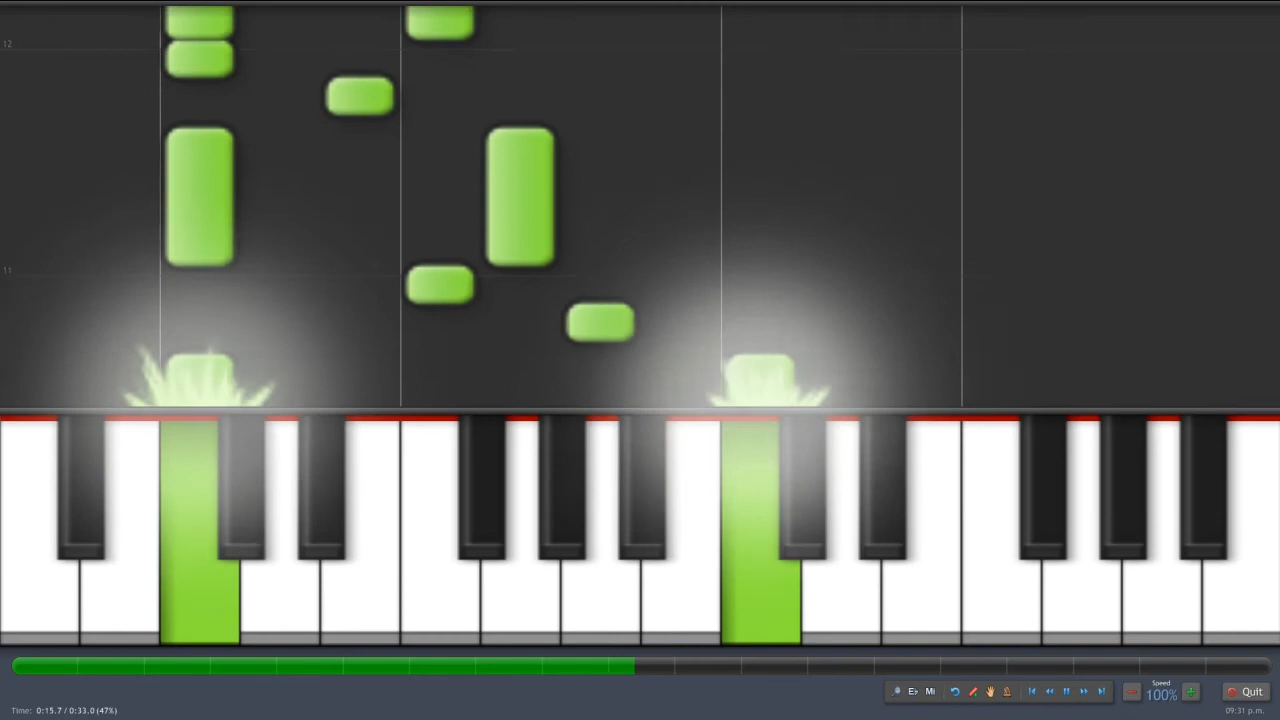 12
11
E♭ Mi
Speed
100%
Quit
Time: 0:15.7 / 0:33.0 (47%)
09:31 p.m.